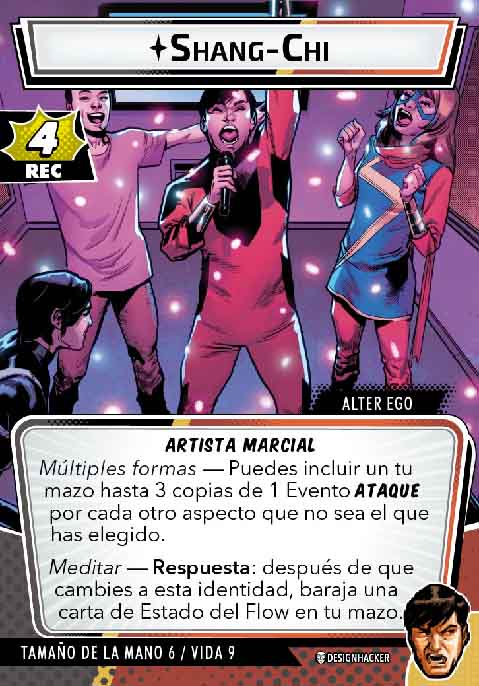 ✦SHANG-CHI
4
REC
ALTER EGO
ARTISTA MARCIAL
Múltiples formas — Puedes incluir un tu
mazo hasta 3 copias de 1 Evento ATAQUE
por cada otro aspecto que no sea el que
has elegido.
Meditar — Respuesta: después de que
cambies a esta identidad, baraja una
carta de Estado del Flow en tu mazo.
TAMAÑO DE LA MANO 6 / VIDA 9
DESIGNHACKER